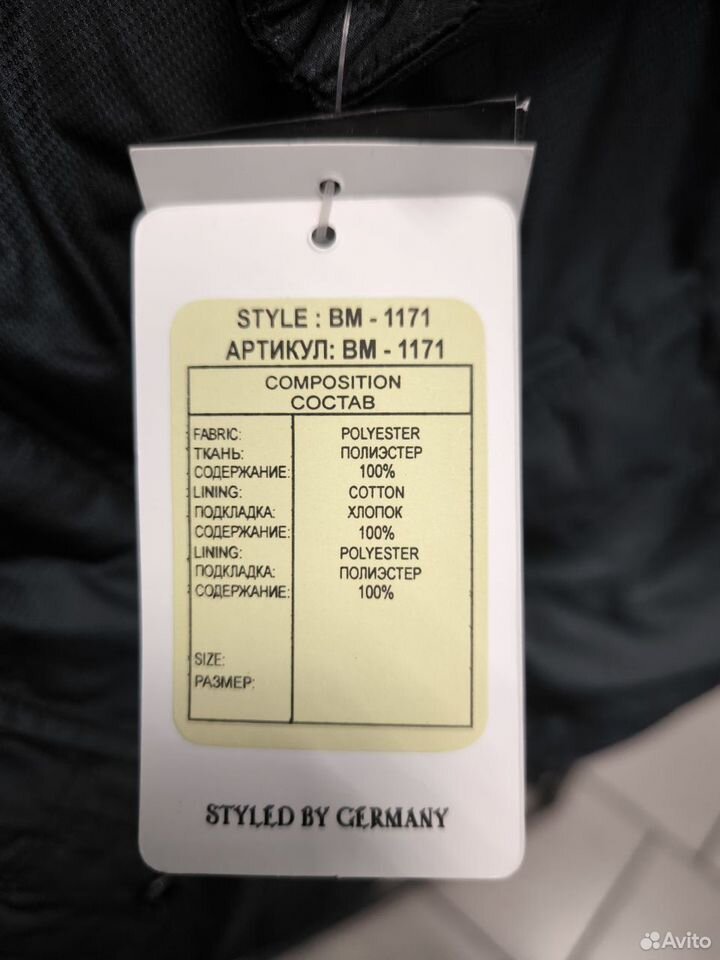 STYLE : BM - 1171
АРТИКУЛ: BM - 1171
COMPOSITION
СОСТАВ
FABRIC: POLYESTER
ТКАНЬ: ПОЛИЭСТЕР
СОДЕРЖАНИЕ: 100%
LINING: COTTON
ПОДКЛАДКА: ХЛОПОК
СОДЕРЖАНИЕ: 100%
LINING: POLYESTER
ПОДКЛАДКА: ПОЛИЭСТЕР
СОДЕРЖАНИЕ: 100%
SIZE:
РАЗМЕР:
STYLED BY GERMANY
Avito